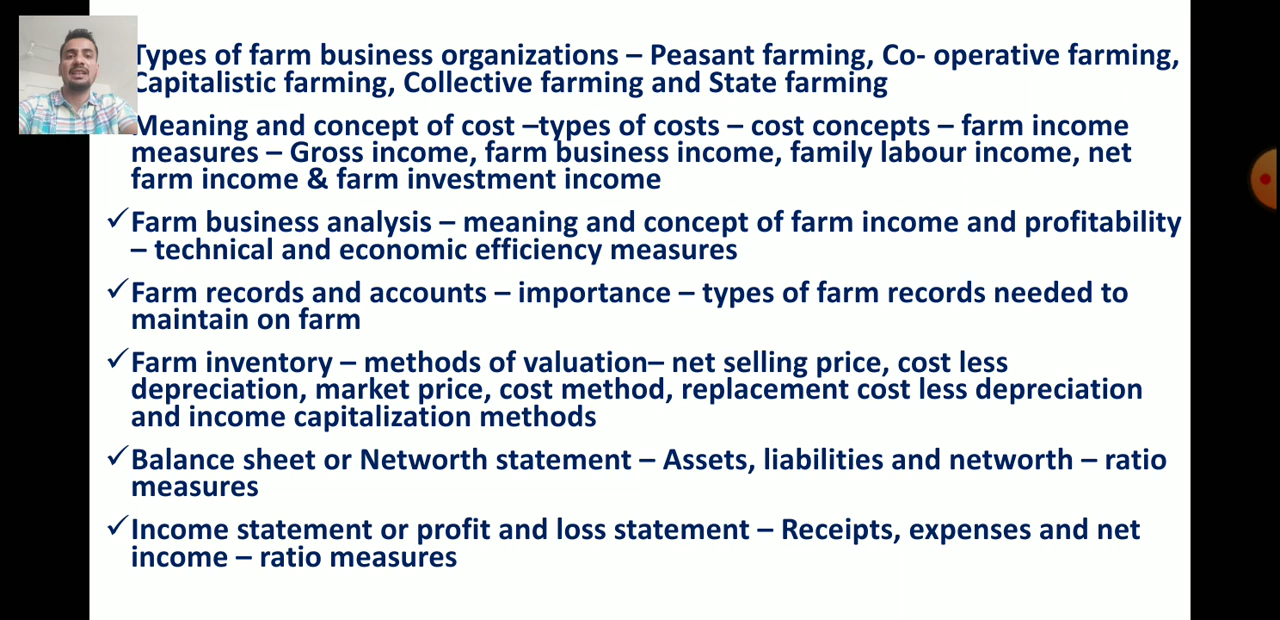 Types of farm business organizations – Peasant farming, Co- operative farming,
Capitalistic farming, Collective farming and State farming
Meaning and concept of cost –types of costs – cost concepts – farm income
measures – Gross income, farm business income, family labour income, net
farm income & farm investment income
✓Farm business analysis – meaning and concept of farm income and profitability
– technical and economic efficiency measures
✓Farm records and accounts – importance – types of farm records needed to
maintain on farm
✓Farm inventory – methods of valuation– net selling price, cost less
depreciation, market price, cost method, replacement cost less depreciation
and income capitalization methods
✓Balance sheet or Networth statement – Assets, liabilities and networth – ratio
measures
✓Income statement or profit and loss statement – Receipts, expenses and net
income – ratio measures